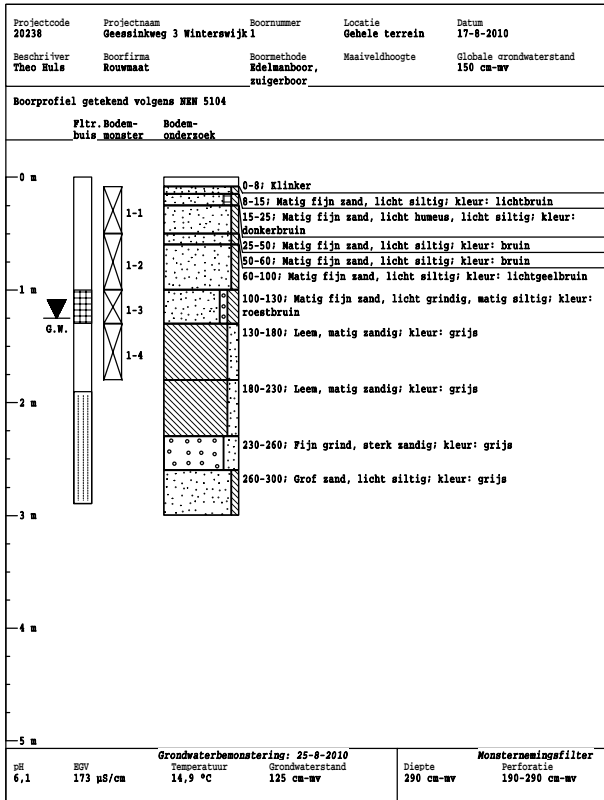 Projectcode Projectnaam Boornummer Locatie Datum
20238 Geessinkweg 3 Winterswijk 1 Gehele terrein 17-8-2010
Beschrijver Boorfirma Boormethode Maaiveldhoogte Globale grondwaterstand
Theo Huls Rouwmaat Edelmanboor, 150 cm-mv
zuigerboor
Boorprofiel getekend volgens NEN 5104
Fltr. Bodem- Bodem-
buis monster onderzoek
0 m
0-8; Klinker
8-15; Matig fijn zand, licht siltig; kleur: lichtbruin
15-25; Matig fijn zand, licht humeus, licht siltig; kleur:
donkerbruin
1-1
25-50; Matig fijn zand, licht siltig; kleur: bruin
50-60; Matig fijn zand, licht siltig; kleur: bruin
1-2
60-100; Matig fijn zand, licht siltig; kleur: lichtgeelbruin
1 m
100-130; Matig fijn zand, licht grindig, matig siltig; kleur:
roestbruin
1-3
G.W.
130-180; Leem, matig zandig; kleur: grijs
1-4
180-230; Leem, matig zandig; kleur: grijs
2 m
230-260; Fijn grind, sterk zandig; kleur: grijs
260-300; Grof zand, licht siltig; kleur: grijs
3 m
4 m
5 m
Grondwaterbemonstering: 25-8-2010 Monsternemingsfilter
pH EGV Temperatuur Grondwaterstand Diepte Perforatie
6,1 173 µS/cm 14,9 °C 125 cm-mv 290 cm-mv 190-290 cm-mv